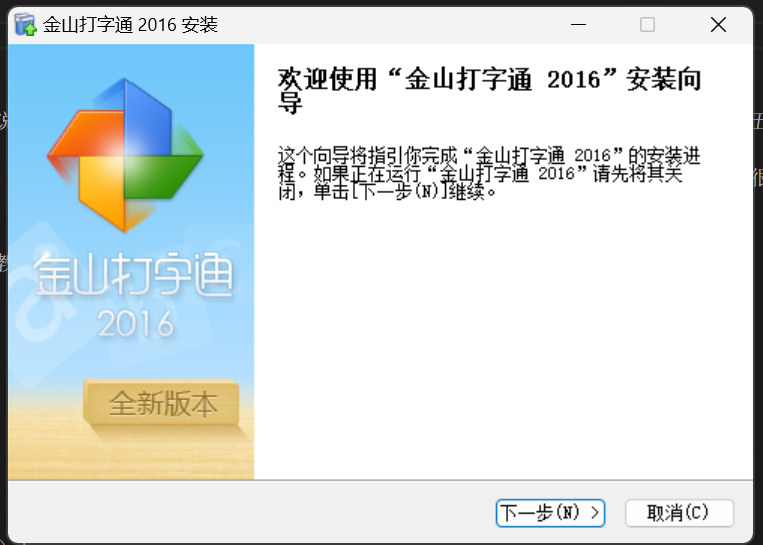 金山打字通 2016 安装
欢迎使用“金山打字通 2016”安装向
导
这个向导将指引你完成“金山打字通 2016”的安装进
程。如果正在运行“金山打字通 2016”请先将其关
闭，单击[下一步(N)]继续。
金山打字通
2016
全新版本
下一步(N) >
取消(C)